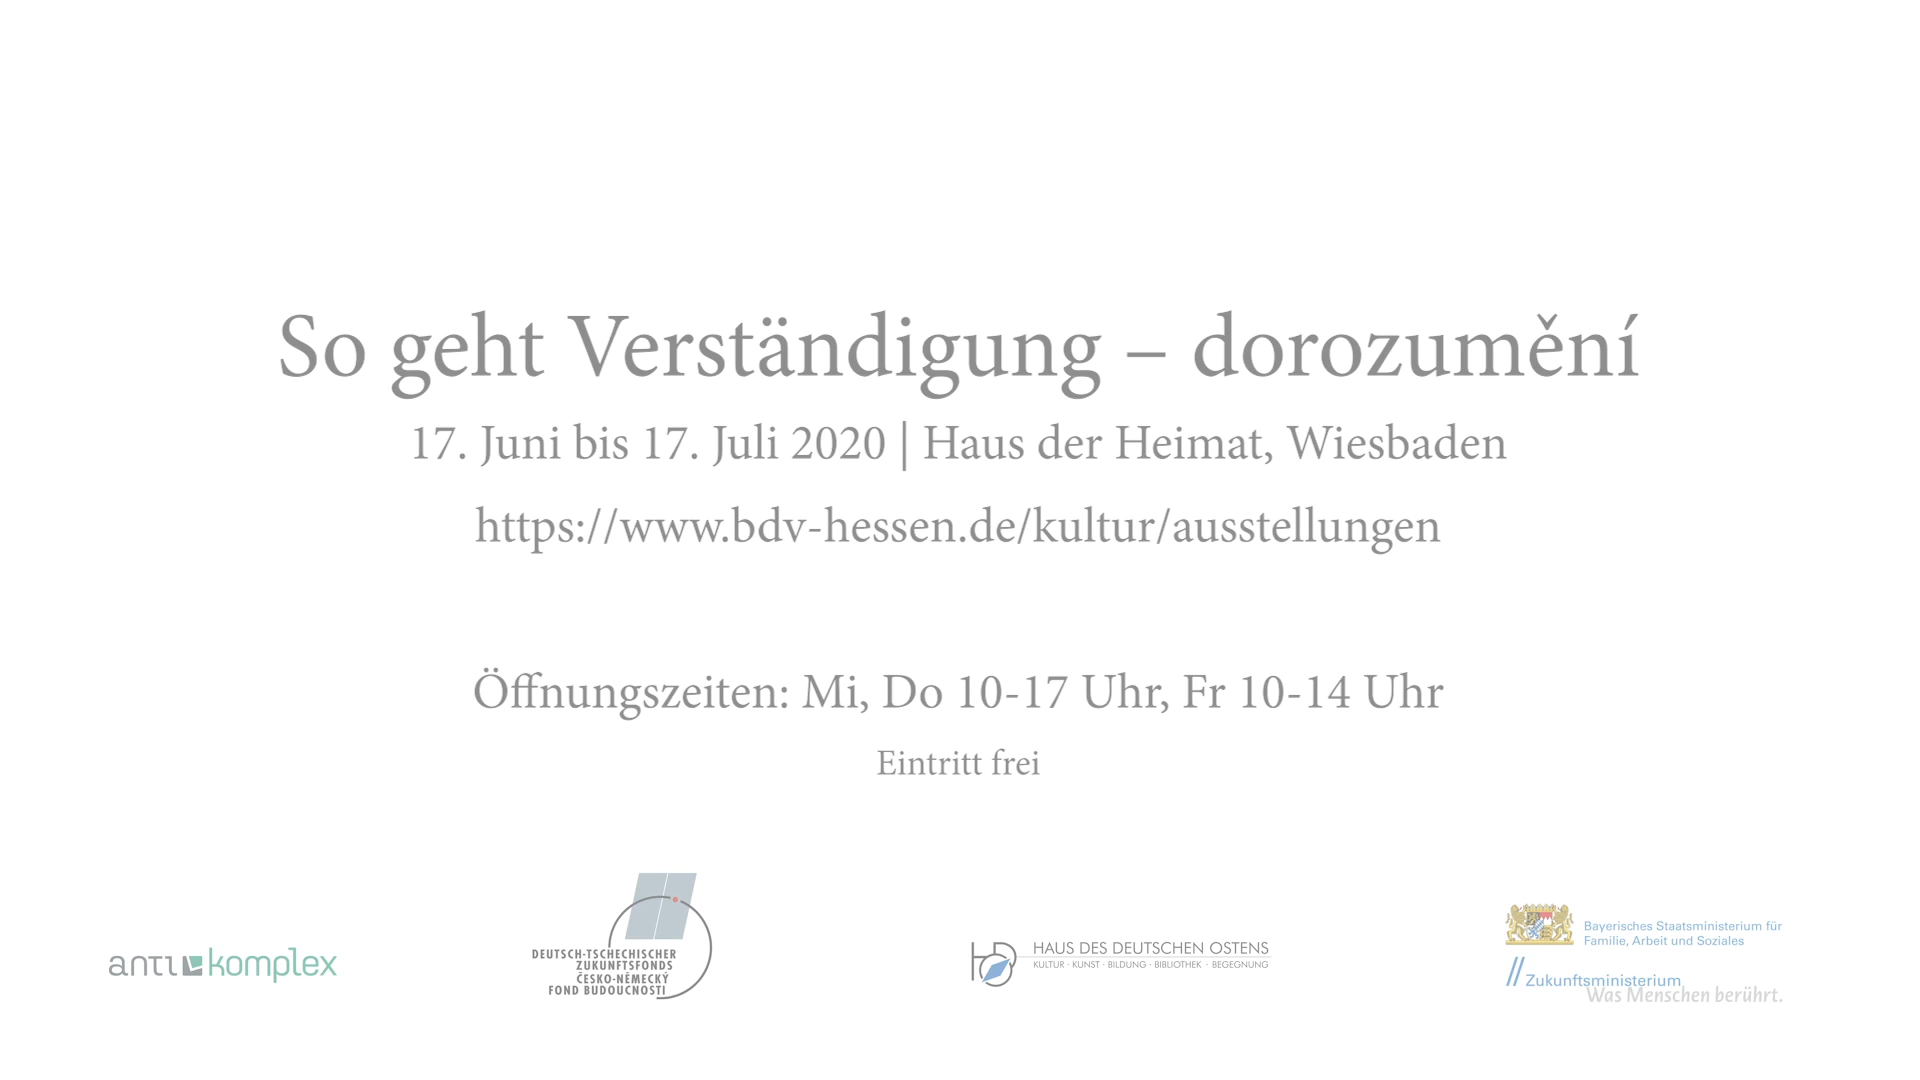 So geht Verständigung – dorozumění
17. Juni bis 17. Juli 2020 | Haus der Heimat, Wiesbaden
https://www.bdv-hessen.de/kultur/ausstellungen
Öffnungszeiten: Mi, Do 10-17 Uhr, Fr 10-14 Uhr
Eintritt frei
anti komplex
DEUTSCH-TSCHECHISCHER
ZUKUNFTSFONDS
ČESKO-NĚMECKÝ
FOND BUDOUCNOSTI
HDO
HAUS DES DEUTSCHEN OSTENS
KULTUR · KUNST · BILDUNG · BIBLIOTHEK · BEGEGNUNG
Bayerisches Staatsministerium für
Familie, Arbeit und Soziales
// Zukunftsministerium
Was Menschen berührt.